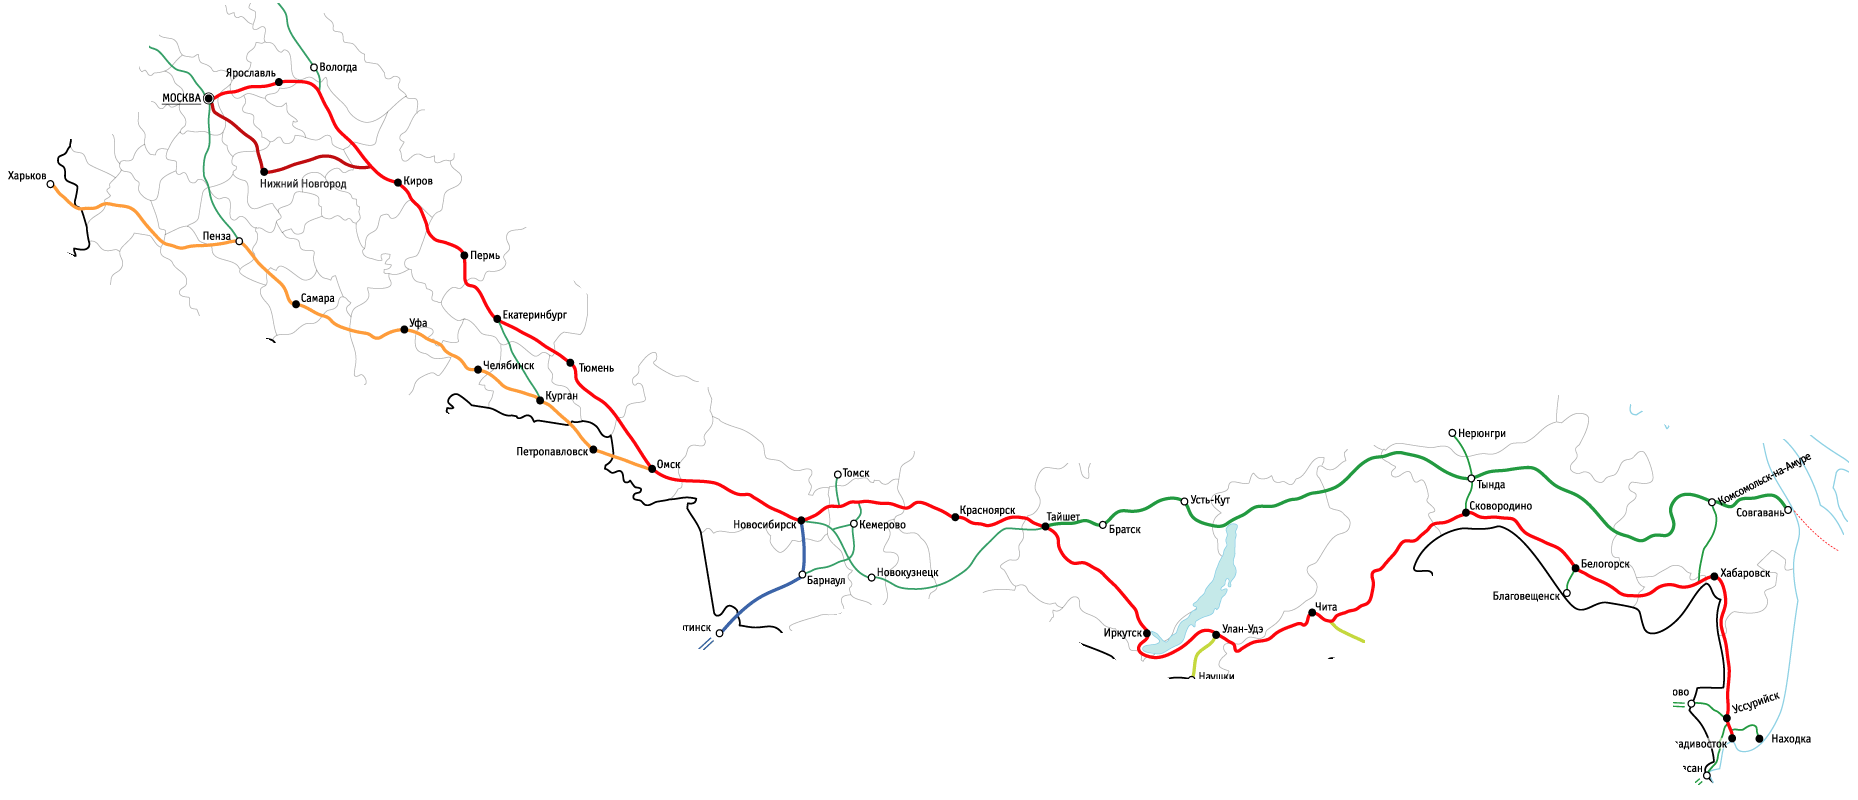 Вологда
Ярославль
МОСКВА
Харьков
Нижний Новгород
Киров
Пенза
Пермь
Самара
Екатеринбург
Уфа
Челябинск
Тюмень
Курган
Петропавловск
Омск
Нерюнгри
Томск
Тында
Комсомольск-на-Амуре
Усть-Кут
Сковородино
Совгавань
Новосибирск
Кемерово
Красноярск
Тайшет
Братск
Белогорск
Хабаровск
Новокузнецк
Барнаул
Благовещенск
Чита
тинск
Иркутск
Улан-Удэ
Наушки
ово
Уссурийск
адивосток
Находка
сан